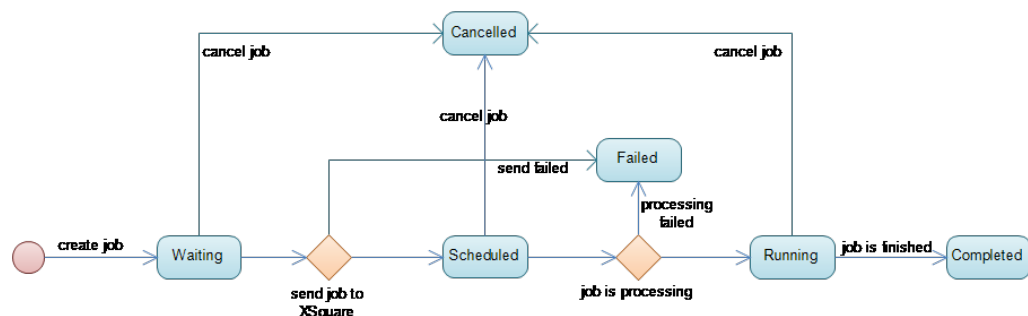 Cancelled
cancel job
cancel job
cancel job
Failed
send failed
processing
failed
create job
Waiting
Scheduled
Running
job is finished
Completed
send job to
XSquare
job is processing